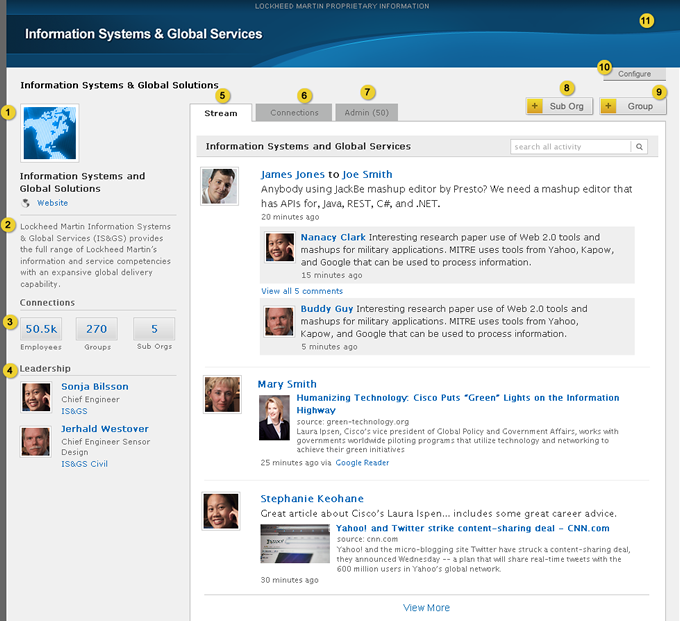 LOCKHEED MARTIN PROPRIETARY INFORMATION
11
Information Systems & Global Services
10
Configure
Information Systems & Global Solutions
5
6
7
8
9
Stream
Connections
Admin (50)
+ Sub Org
+ Group
1
Information Systems and
Global Solutions
Website
2
Lockheed Martin Information Systems
& Global Services (IS&GS) provides
the full range of Lockheed Martin's
information and service competencies
with an expansive global delivery
capability.
Connections
3
50.5k
270
5
Employees
Groups
Sub Orgs
4
Leadership
Sonja Bilsson
Chief Engineer
IS&GS
Jerhald Westover
Chief Engineer Sensor
Design
IS&GS Civil
Information Systems and Global Services
search all activity
James Jones to Joe Smith
Anybody using JackBe mashup editor by Presto? We need a mashup editor that
has APIs for, Java, REST, C#, and .NET.
20 minutes ago
Nanacy Clark Interesting research paper use of Web 2.0 tools and
mashups for military applications. MITRE uses tools from Yahoo, Kapow,
and Google that can be used to process information.
15 minutes ago
View all 5 comments
Buddy Guy Interesting research paper use of Web 2.0 tools and
mashups for military applications. MITRE uses tools from Yahoo,
Kapow, and Google that can be used to process information.
5 minutes ago
Mary Smith
Humanizing Technology: Cisco Puts "Green" Lights on the Information
Highway
source: green-technology.org
Laura Ipsen, Cisco's vice president of Global Policy and Government Affairs, works with
governments worldwide piloting programs that utilize technology and networking to
achieve their green initiatives
25 minutes ago via Google Reader
Stephanie Keohane
Great article about Cisco's Laura Ispen... includes some great career advice.
Yahoo! and Twitter strike content-sharing deal - CNN.com
source: cnn.com
Yahoo! and the micro-blogging site Twitter have struck a content-sharing deal,
they announced Wednesday -- a plan that will share real-time tweets with the
600 million users in Yahoo's global network.
30 minutes ago
View More